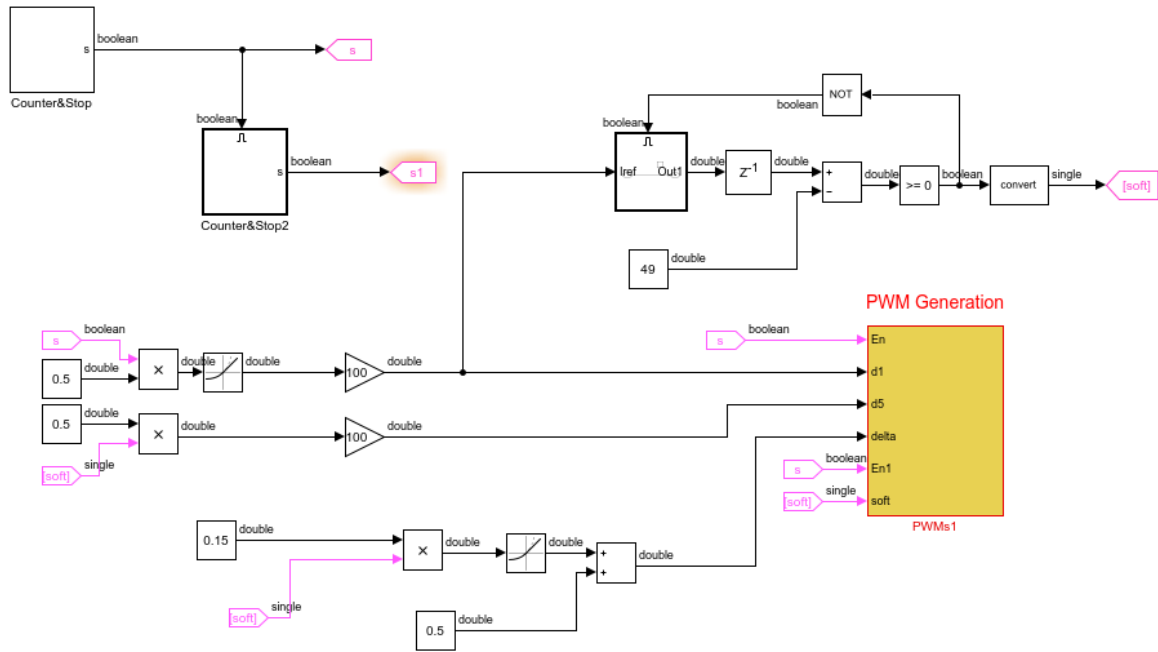 s
boolean
s
Counter&Stop
boolean
s
boolean
s1
Counter&Stop2
NOT
boolean
boolean
Iref
Out1
double
Z-1
double
+
−
double
>= 0
boolean
convert
single
[soft]
49
double
PWM Generation
s
boolean
0.5
double
×
double
double
100
double
0.5
double
×
double
100
double
[soft]
single
s
boolean
En
d1
d5
delta
s
boolean
En1
[soft]
single
soft
PWMs1
0.15
double
×
double
double
+
+
double
[soft]
single
0.5
double